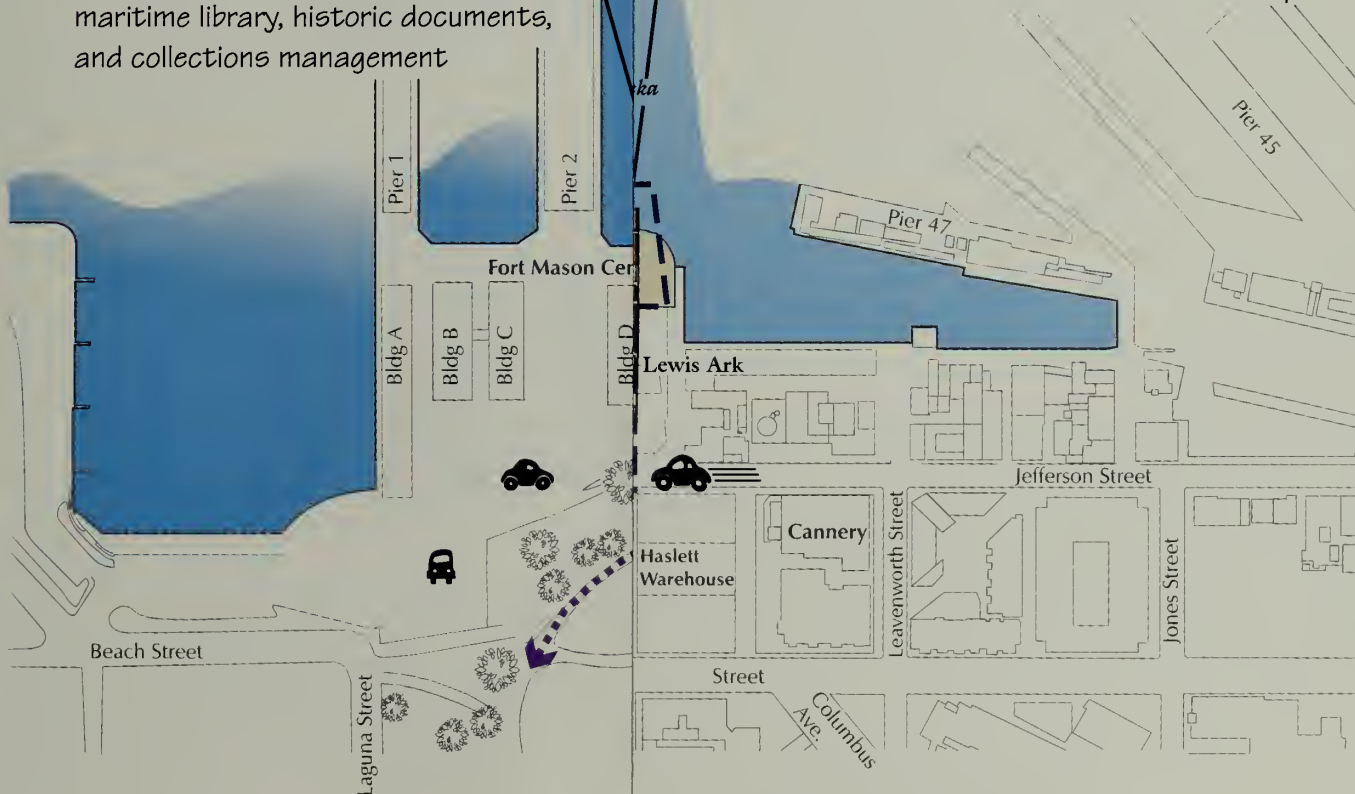 maritime library, historic documents,
and collections management
ka
Pier 45
Pier 1
Pier 2
Pier 47
Fort Mason Cen
Bldg A
Bldg B
Bldg C
Bldg D
Lewis Ark
Jefferson Street
Cannery
Haslett
Warehouse
Leavenworth Street
Jones Street
Beach Street
Street
Laguna Street
Columbus
Ave.